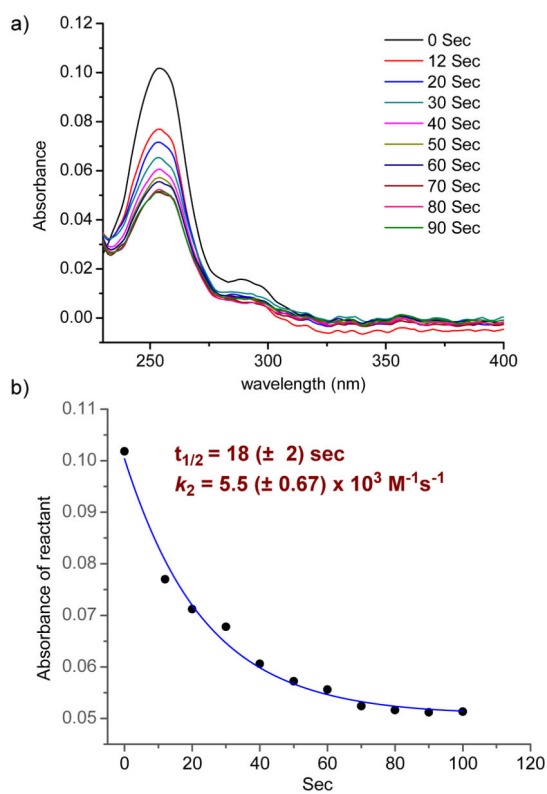 a)
0.12
0.10
0.08
0.06
0.04
0.02
0.00
Absorbance
0 Sec
12 Sec
20 Sec
30 Sec
40 Sec
50 Sec
60 Sec
70 Sec
80 Sec
90 Sec
250 300 350 400
wavelength (nm)
b)
0.11
0.10
0.09
0.08
0.07
0.06
0.05
Absorbance of reactant
t1/2 = 18 (± 2) sec
k2 = 5.5 (± 0.67) x 10³ M⁻¹s⁻¹
0 20 40 60 80 100 120
Sec